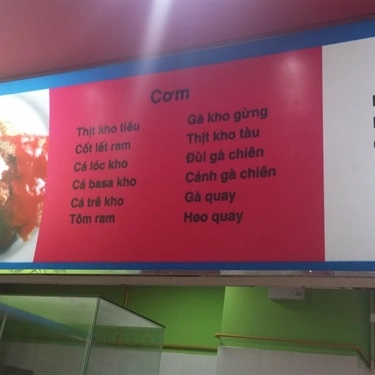 Cơm
Thịt kho tiêu
Cốt lết ram
Cá lóc kho
Cá basa kho
Cá trê kho
Tôm ram
Gà kho gừng
Thịt kho tàu
Đùi gà chiên
Cánh gà chiên
Gà quay
Heo quay